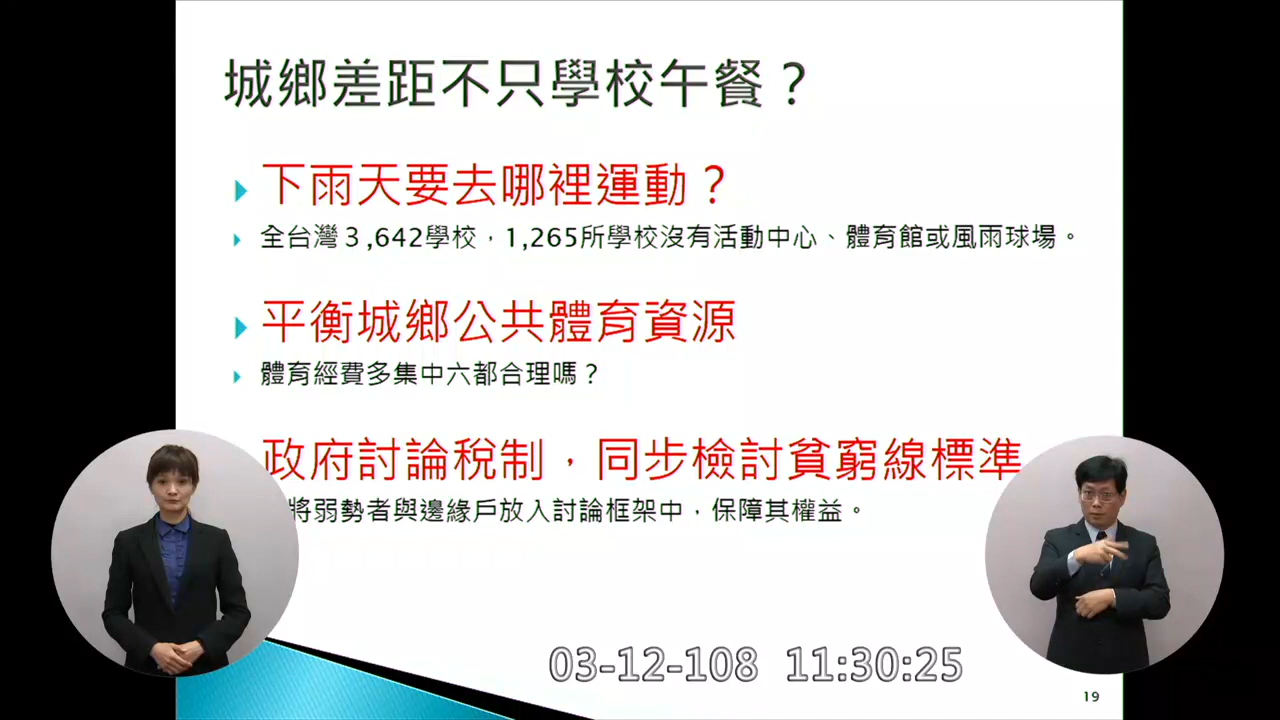 城鄉差距不只學校午餐？
下雨天要去哪裡運動？
全台灣３,642學校，1,265所學校沒有活動中心、體育館或風雨球場。
平衡城鄉公共體育資源
體育經費多集中六都合理嗎？
政府討論稅制，同步檢討貧窮線標準
將弱勢者與邊緣戶放入討論框架中，保障其權益。
03-12-108 11:30:25
19